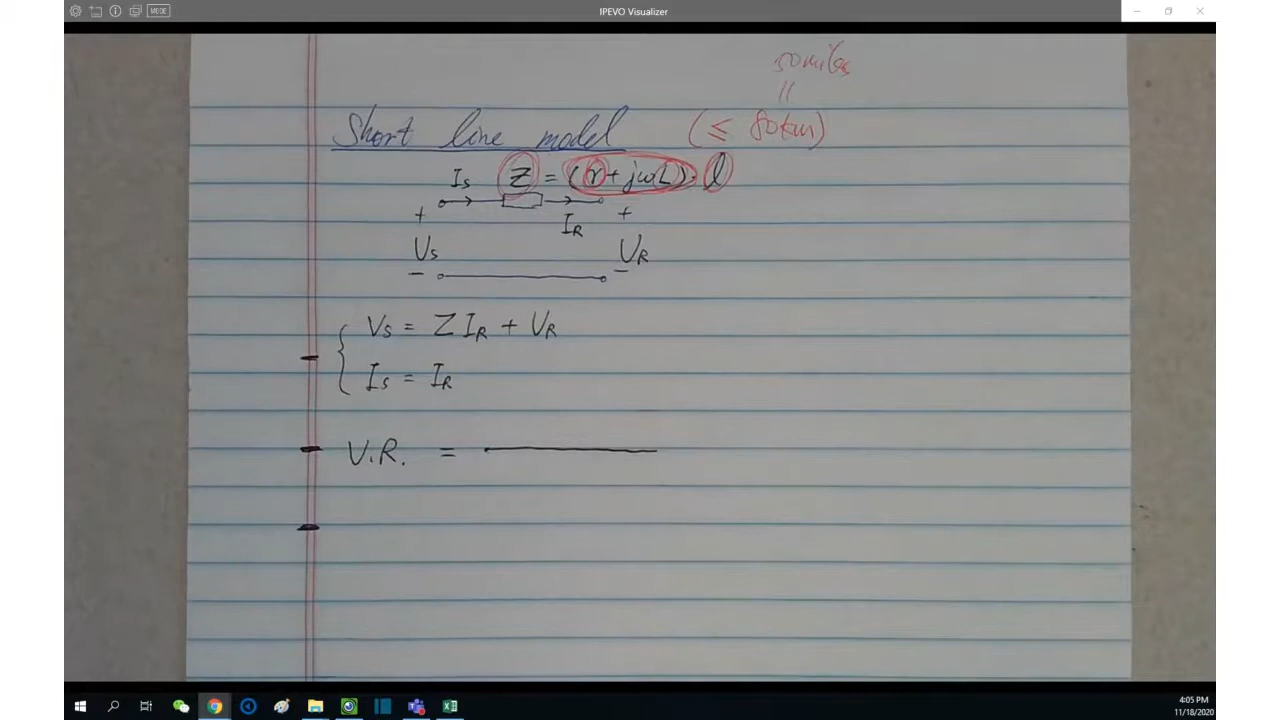 IPEVO Visualizer
MODE
50 miles
=
Short line model (≤ 80km)
Is Z = (r + jωL)·l
+ +
IR
Vs VR
− −
Vs = Z IR + VR
Is = IR
V.R. =
4:05 PM
11/18/2020